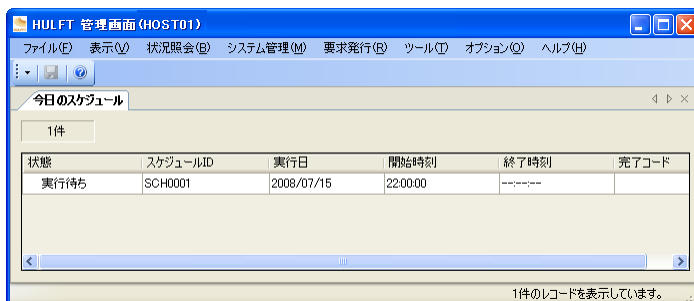 HULFT 管理画面(HOST01)
ファイル(F) 表示(V) 状況照会(B) システム管理(M) 要求発行(R) ツール(T) オプション(O) ヘルプ(H)
今日のスケジュール
1件
状態 スケジュールID 実行日 開始時刻 終了時刻 完了コード
実行待ち SCH0001 2008/07/15 22:00:00 --:--:--
1件のレコードを表示しています。